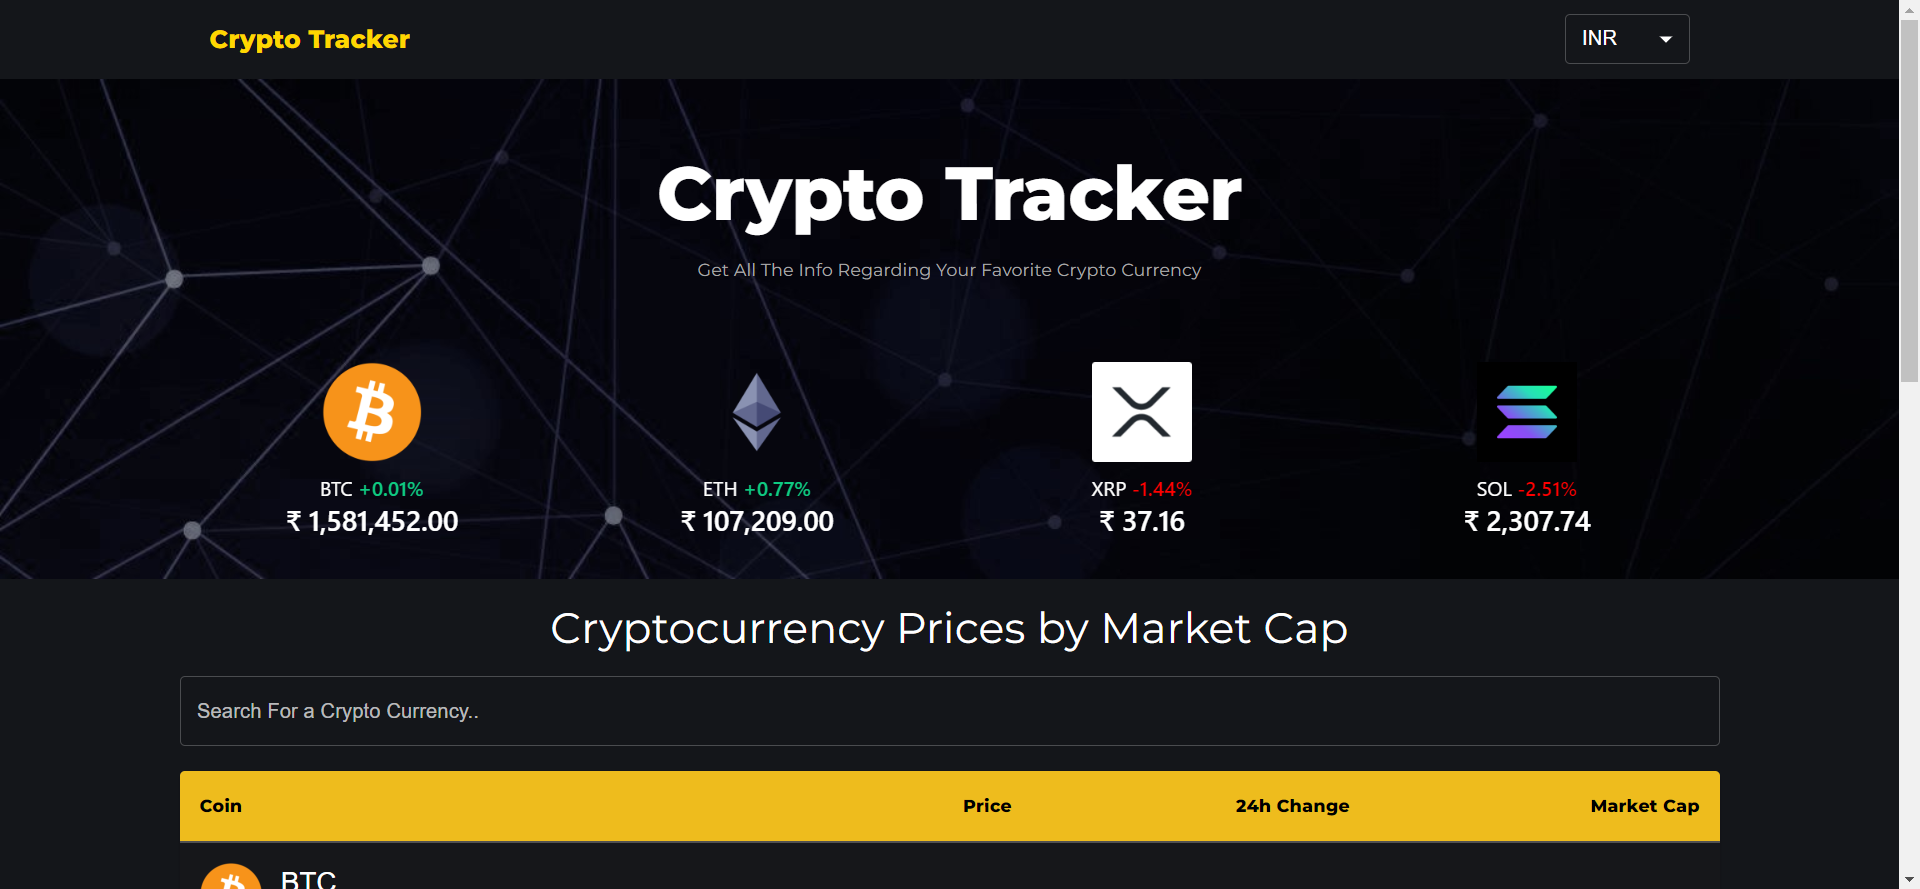 Crypto Tracker
INR
Crypto Tracker
Get All The Info Regarding Your Favorite Crypto Currency
BTC +0.01%
₹ 1,581,452.00
ETH +0.77%
₹ 107,209.00
XRP -1.44%
₹ 37.16
SOL -2.51%
₹ 2,307.74
Cryptocurrency Prices by Market Cap
Search For a Crypto Currency..
Coin Price 24h Change Market Cap
BTC